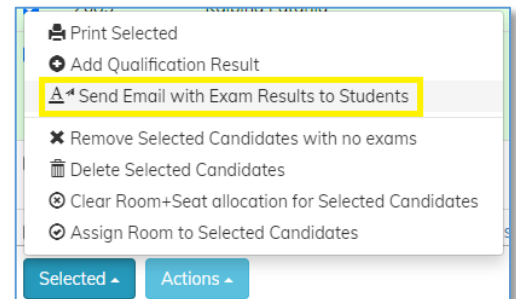 Print Selected
Add Qualification Result
Send Email with Exam Results to Students
Remove Selected Candidates with no exams
Delete Selected Candidates
Clear Room+Seat allocation for Selected Candidates
Assign Room to Selected Candidates
Selected
Actions